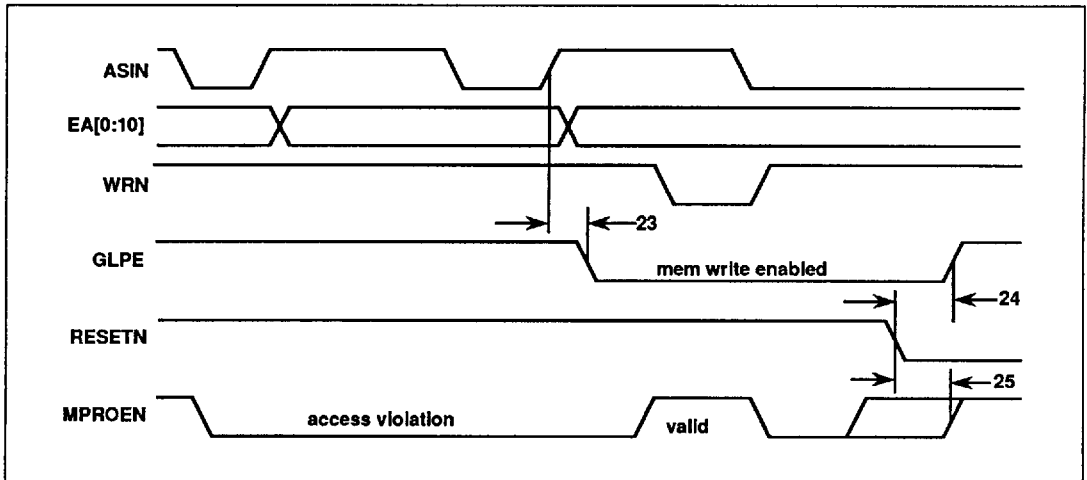 ASIN
EA[0:10]
WRN
23
GLPE
mem write enabled
24
RESETN
25
MPROEN
access violation
valid